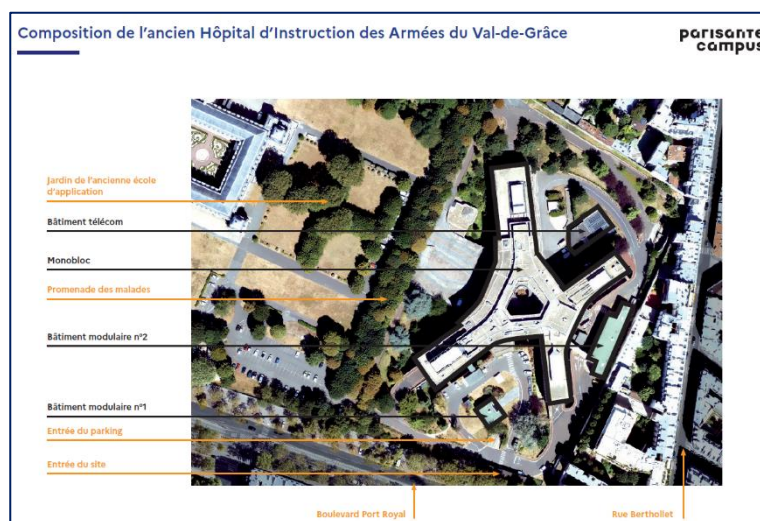 Composition de l'ancien Hôpital d'Instruction des Armées du Val-de-Grâce
parisante
campus
Jardin de l'ancienne école
d'application
Bâtiment télécom
Monobloc
Promenade des malades
Bâtiment modulaire n°2
Bâtiment modulaire n°1
Entrée du parking
Entrée du site
Boulevard Port Royal
Rue Berthollet